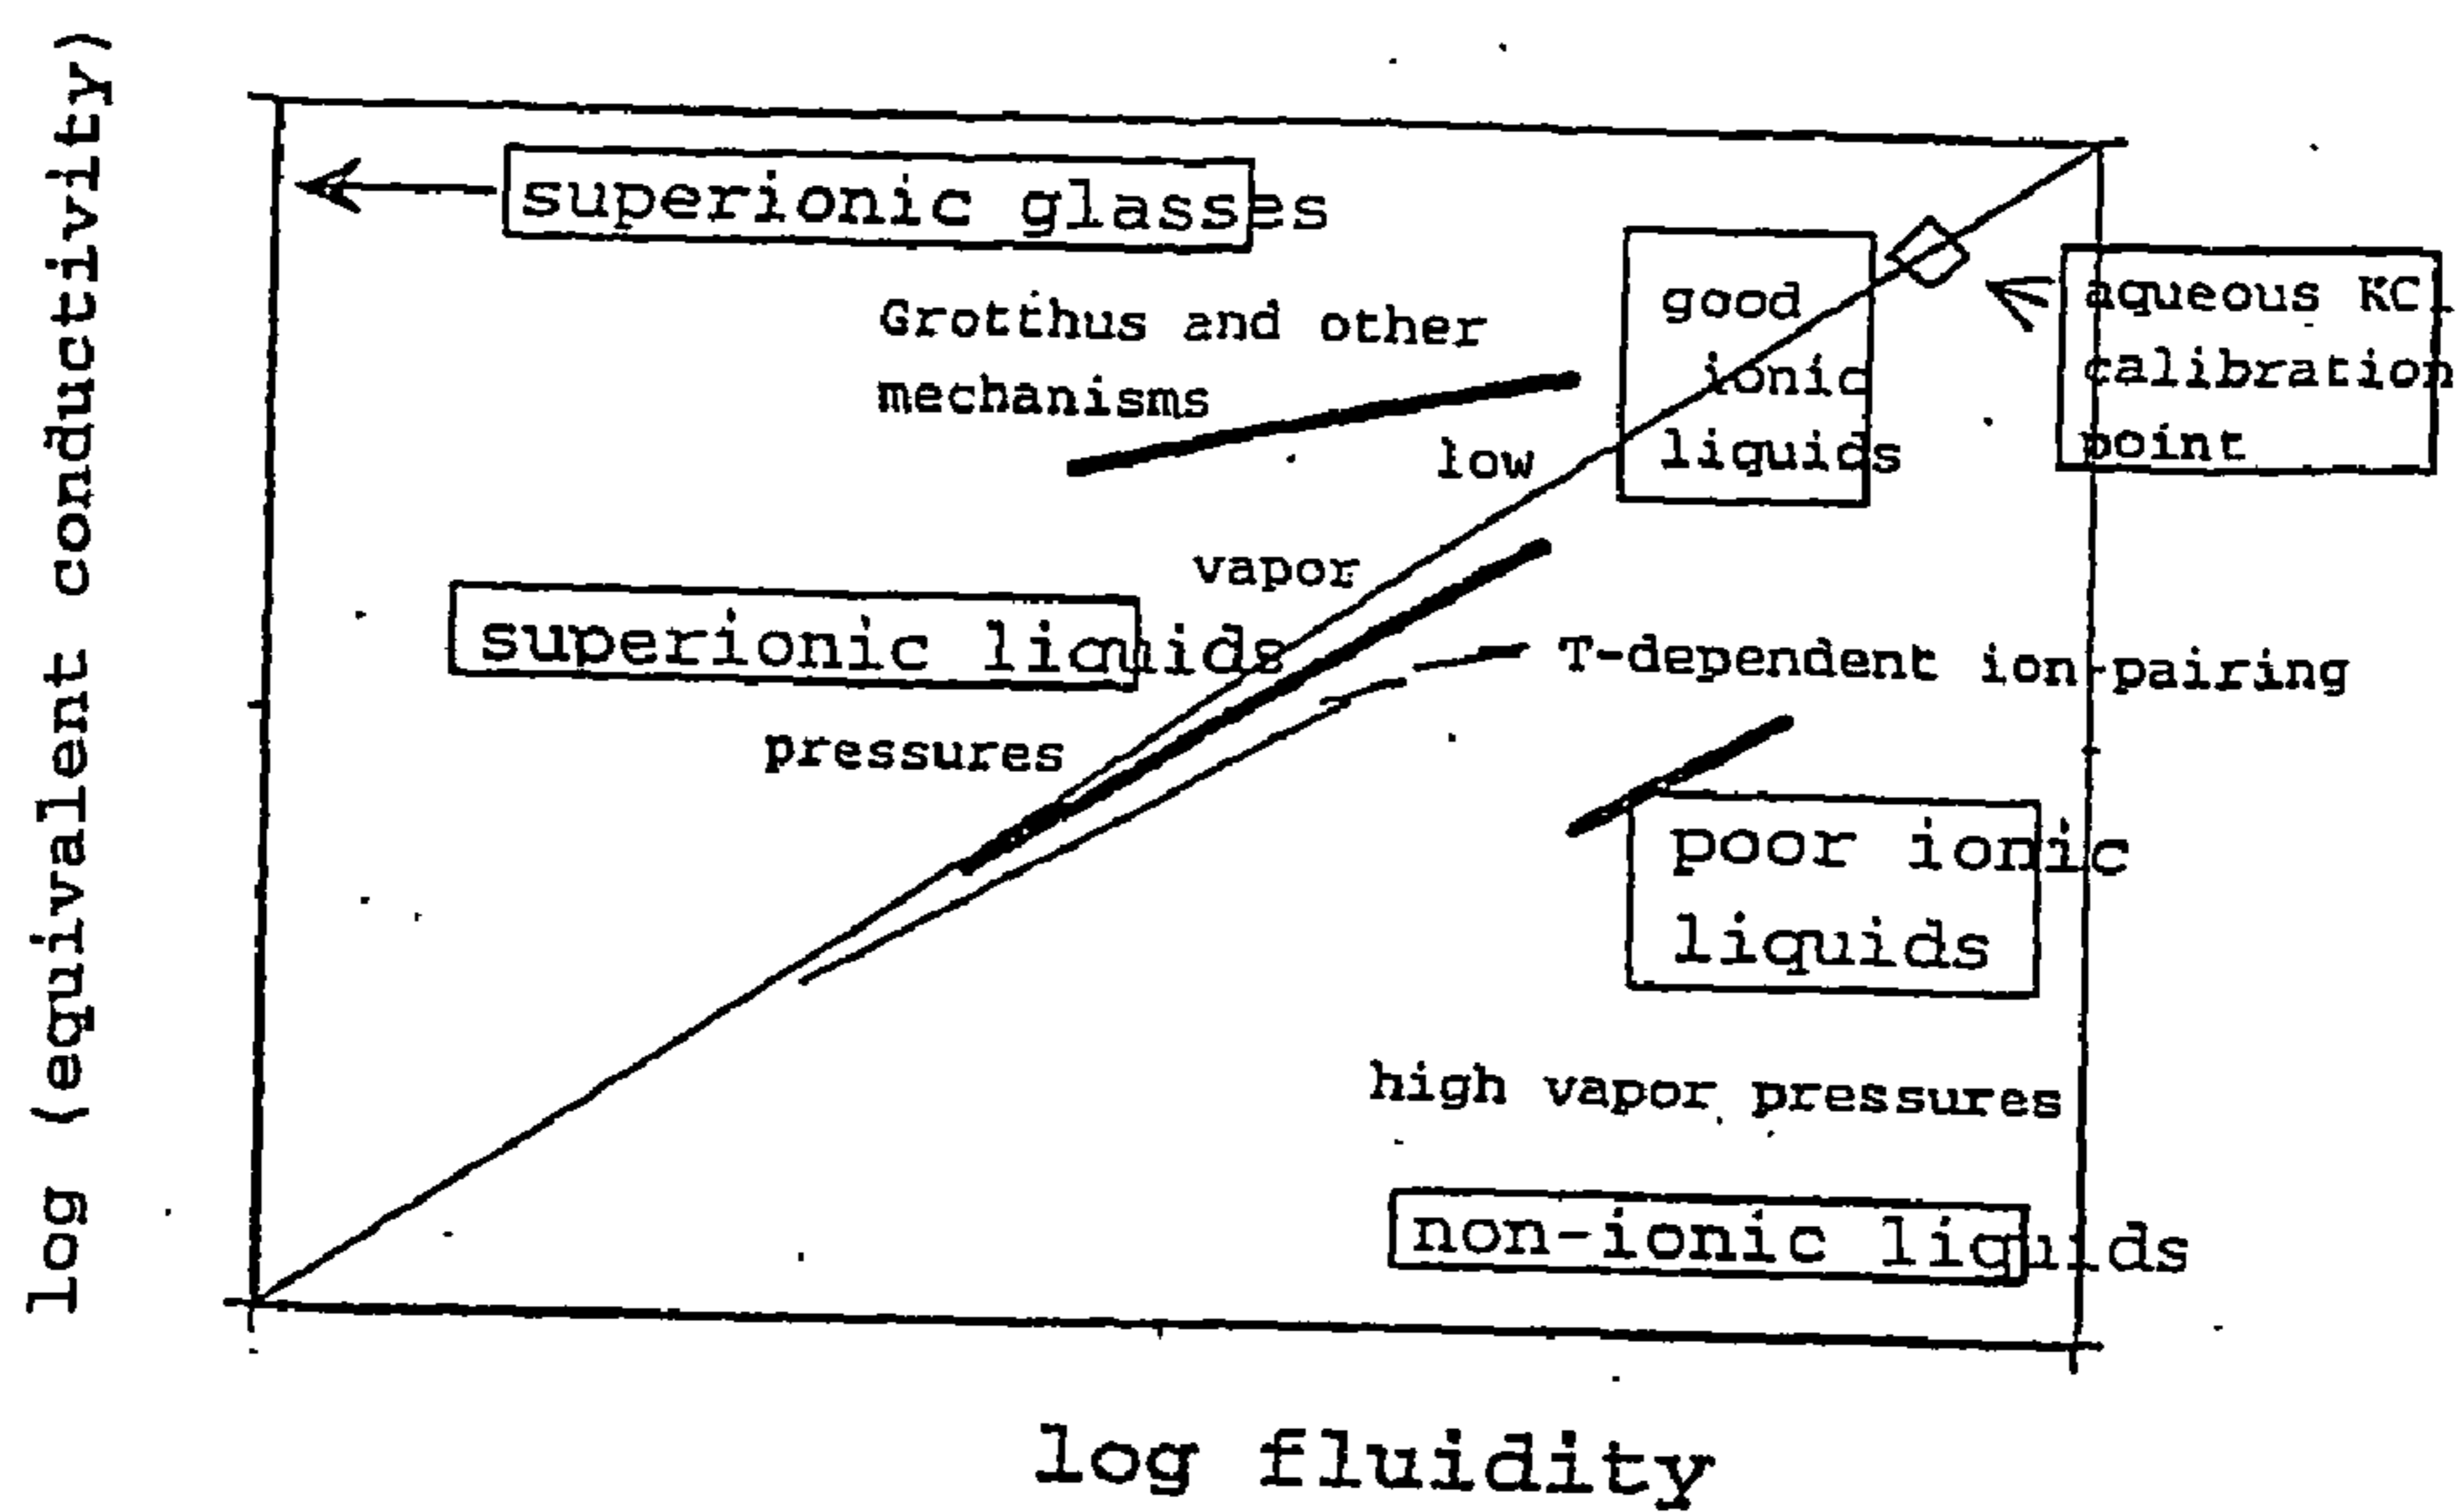 log (equivalent conductivity)
superionic glasses
Grotthus and other
mechanisms
good
ionic
liquids
aqueous KCl
calibration
point
low
vapor
pressures
superionic liquids
T-dependent ion-pairing
poor ionic
liquids
high vapor pressures
non-ionic liquids
log fluidity